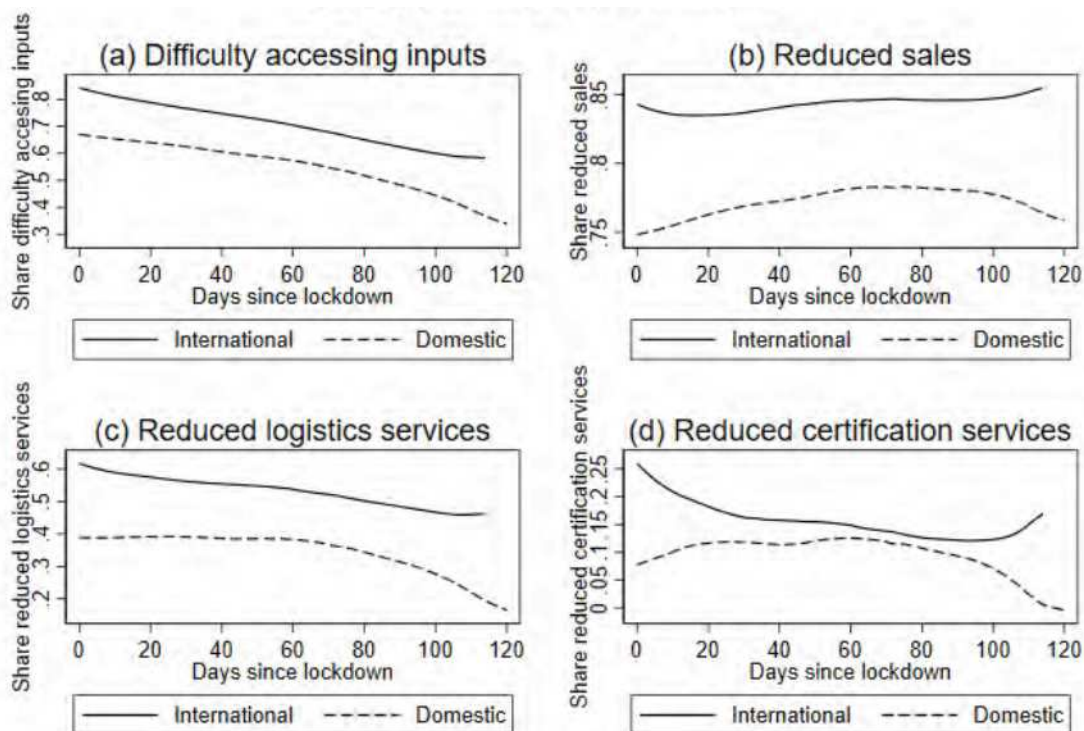 (a) Difficulty accessing inputs
Share difficulty accesing inputs
.8
.7
.6
.5
.4
.3
0 20 40 60 80 100 120
Days since lockdown
International Domestic
(b) Reduced sales
Share reduced sales
.85
.8
.75
0 20 40 60 80 100 120
Days since lockdown
International Domestic
(c) Reduced logistics services
Share reduced logistics services
.6
.5
.4
.3
.2
0 20 40 60 80 100 120
Days since lockdown
International Domestic
(d) Reduced certification services
Share reduced certification services
.25
.2
.15
.1
.05
0
0 20 40 60 80 100 120
Days since lockdown
International Domestic